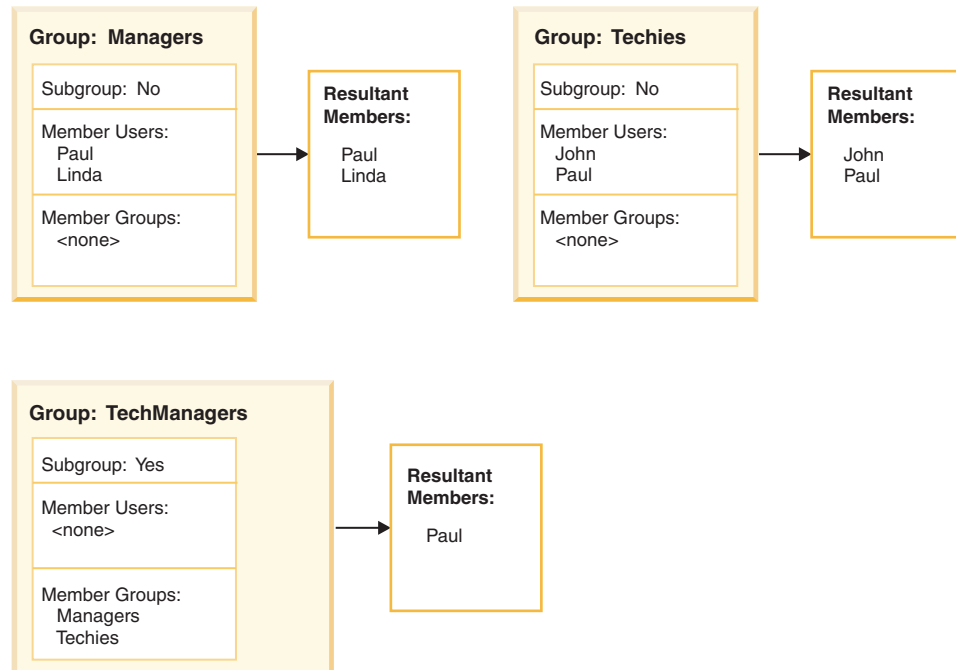 Group: Managers
Subgroup: No
Member Users:
Paul
Linda
Member Groups:
<none>
Resultant
Members:
Paul
Linda
Group: Techies
Subgroup: No
Member Users:
John
Paul
Member Groups:
<none>
Resultant
Members:
John
Paul
Group: TechManagers
Subgroup: Yes
Member Users:
<none>
Member Groups:
Managers
Techies
Resultant
Members:
Paul